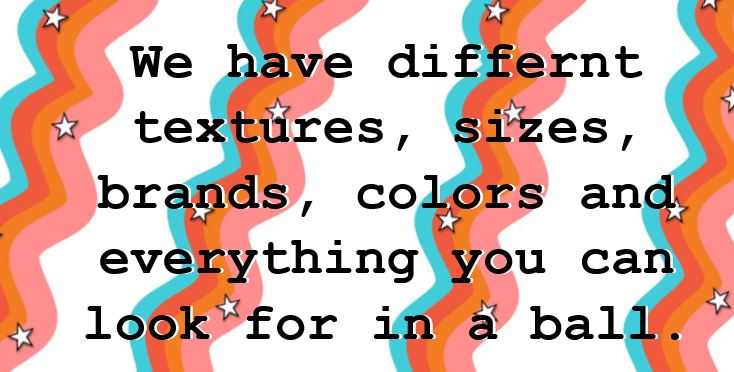 We have differnt
textures, sizes,
brands, colors and
everything you can
look for in a ball.